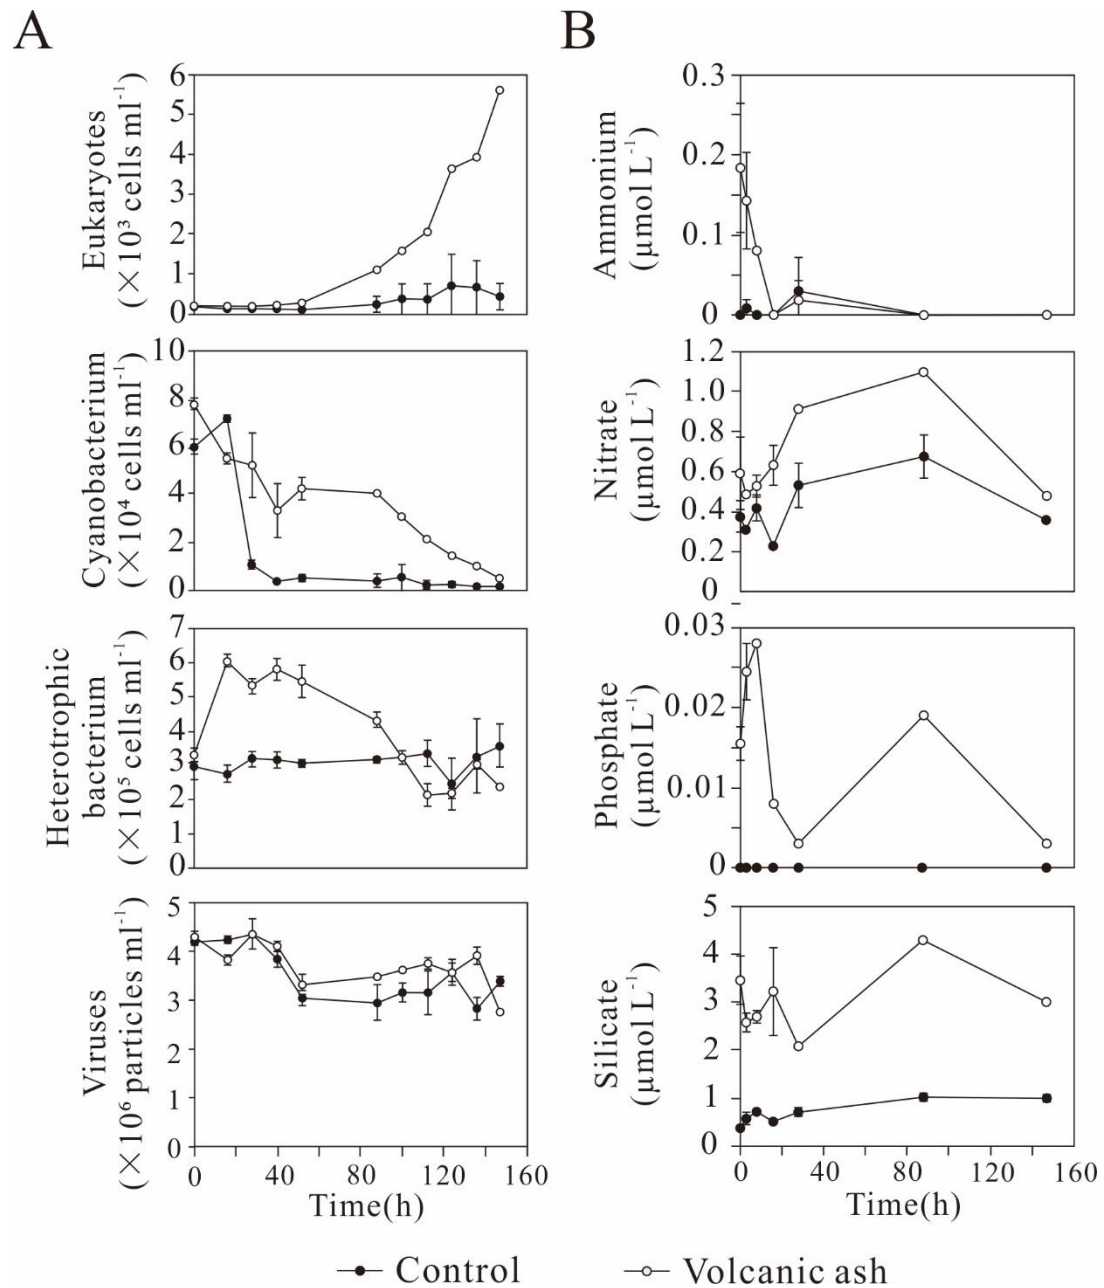 A
Eukaryotes
(×10³ cells ml⁻¹)
6
5
4
3
2
1
0
Cyanobacterium
(×10⁴ cells ml⁻¹)
10
8
6
4
2
0
Heterotrophic
bacterium
(×10⁵ cells ml⁻¹)
7
6
5
4
3
2
1
0
Viruses
(×10⁶ particles ml⁻¹)
5
4
3
2
1
0
0 40 80 120 160
Time(h)
B
Ammonium
(μmol L⁻¹)
0.3
0.2
0.1
0
Nitrate
(μmol L⁻¹)
1.2
1.0
0.8
0.6
0.4
0.2
0
Phosphate
(μmol L⁻¹)
0.03
0.02
0.01
0
Silicate
(μmol L⁻¹)
5
4
3
2
1
0
0 40 80 120 160
Time(h)
Control
Volcanic ash